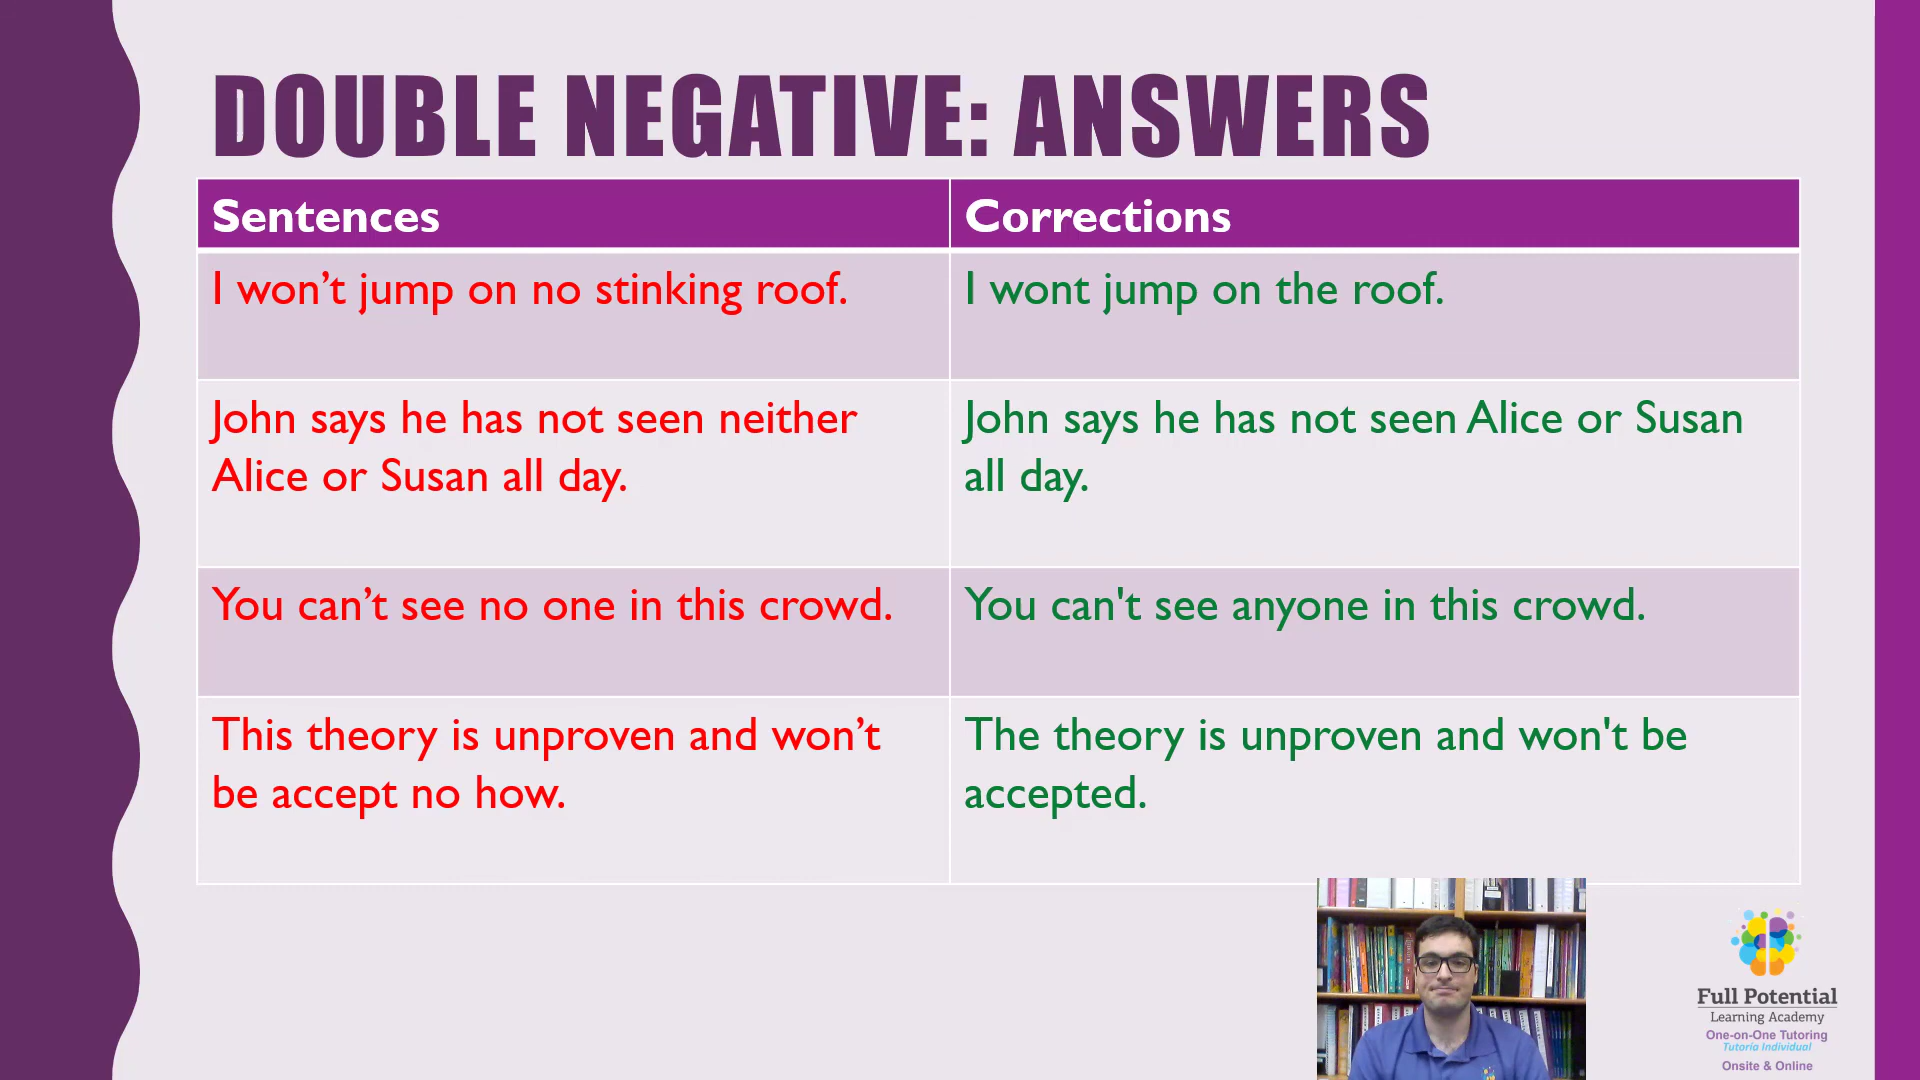 DOUBLE NEGATIVE: ANSWERS
Sentences
Corrections
I won’t jump on no stinking roof.
I wont jump on the roof.
John says he has not seen neither
Alice or Susan all day.
John says he has not seen Alice or Susan
all day.
You can’t see no one in this crowd.
You can't see anyone in this crowd.
This theory is unproven and won’t
be accept no how.
The theory is unproven and won't be
accepted.
Full Potential
Learning Academy
One-on-One Tutoring
Tutoría Individual
Onsite & Online